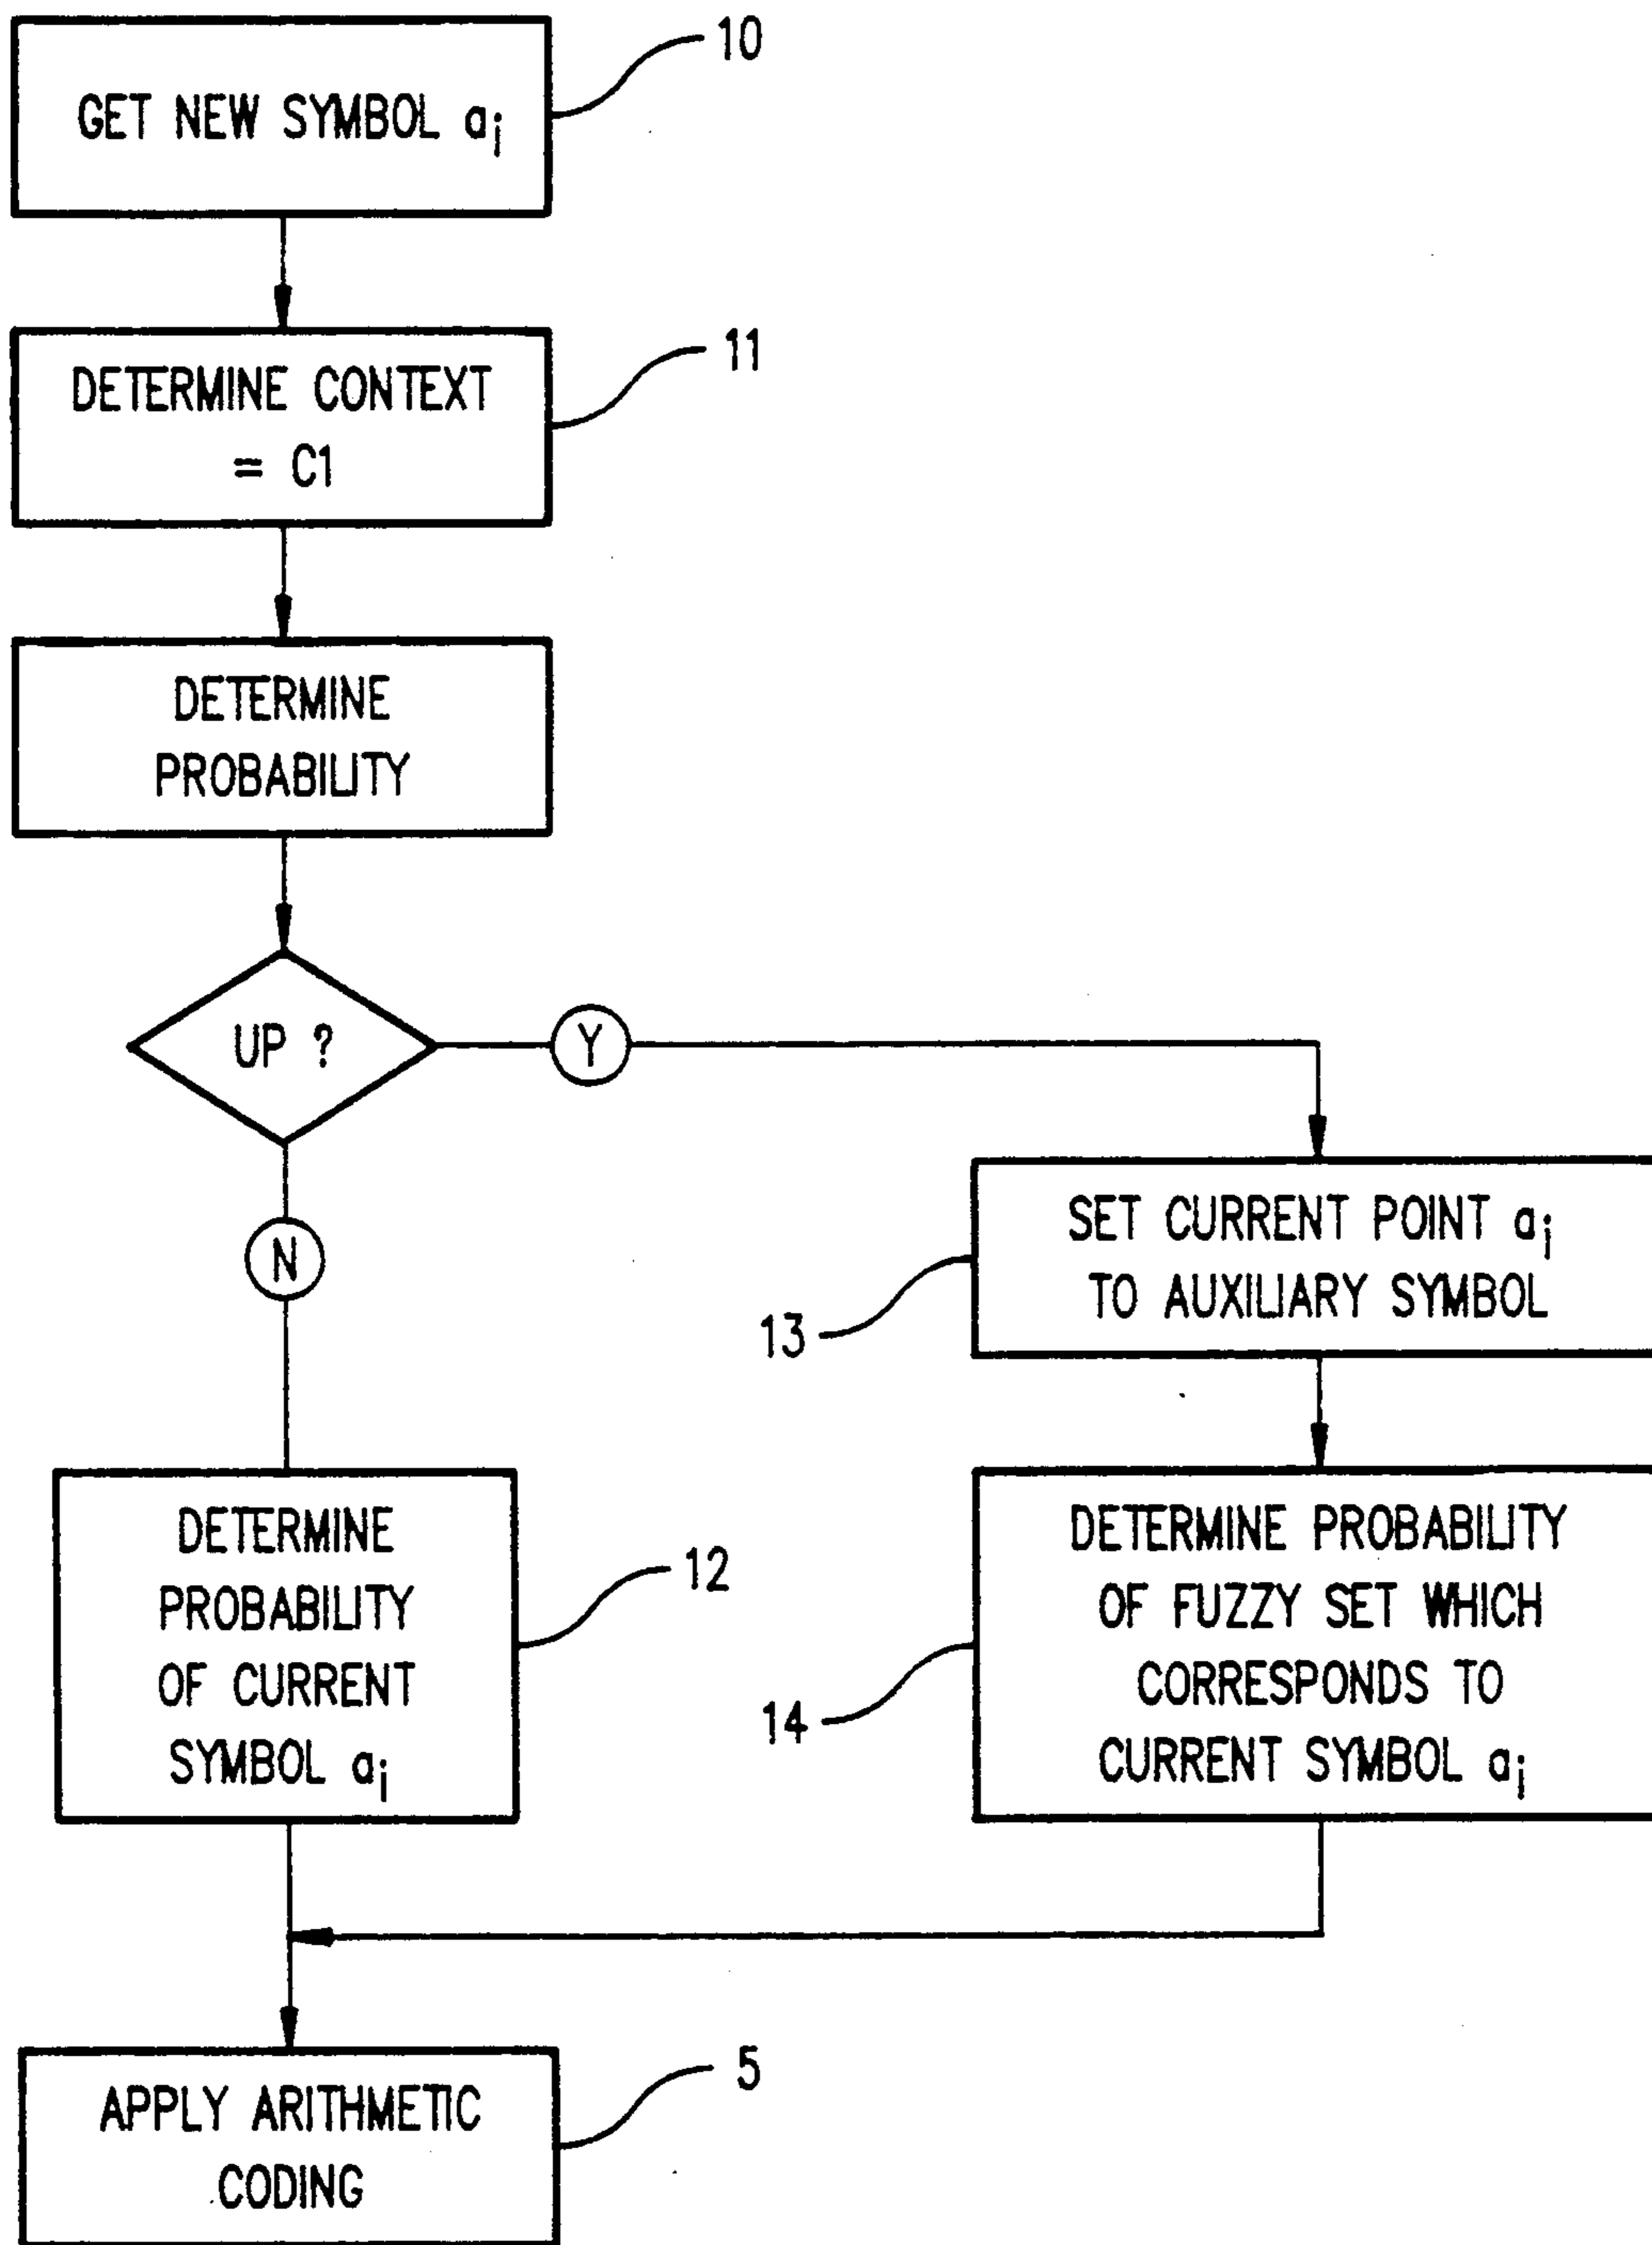 10
GET NEW SYMBOL ai
11
DETERMINE CONTEXT
= C1
DETERMINE
PROBABILITY
UP ?
Y
N
SET CURRENT POINT ai
TO AUXILIARY SYMBOL
13
DETERMINE
PROBABILITY
OF CURRENT
SYMBOL ai
12
DETERMINE PROBABILITY
OF FUZZY SET WHICH
CORRESPONDS TO
CURRENT SYMBOL ai
14
APPLY ARITHMETIC
CODING
5